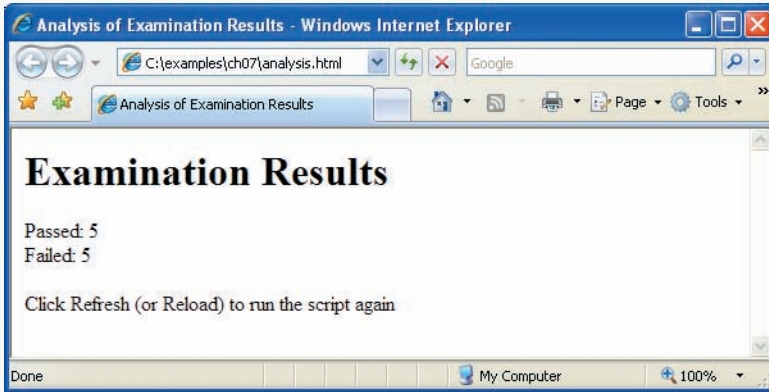 Analysis of Examination Results - Windows Internet Explorer
C:\examples\ch07\analysis.html
Google
Analysis of Examination Results
Page
Tools
»
Examination Results
Passed: 5
Failed: 5
Click Refresh (or Reload) to run the script again
Done
My Computer
100%